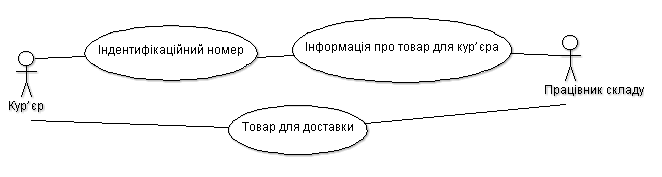 Індентифікаційний номер
Інформація про товар для кур'єра
Кур'єр
Працівник складу
Товар для доставки